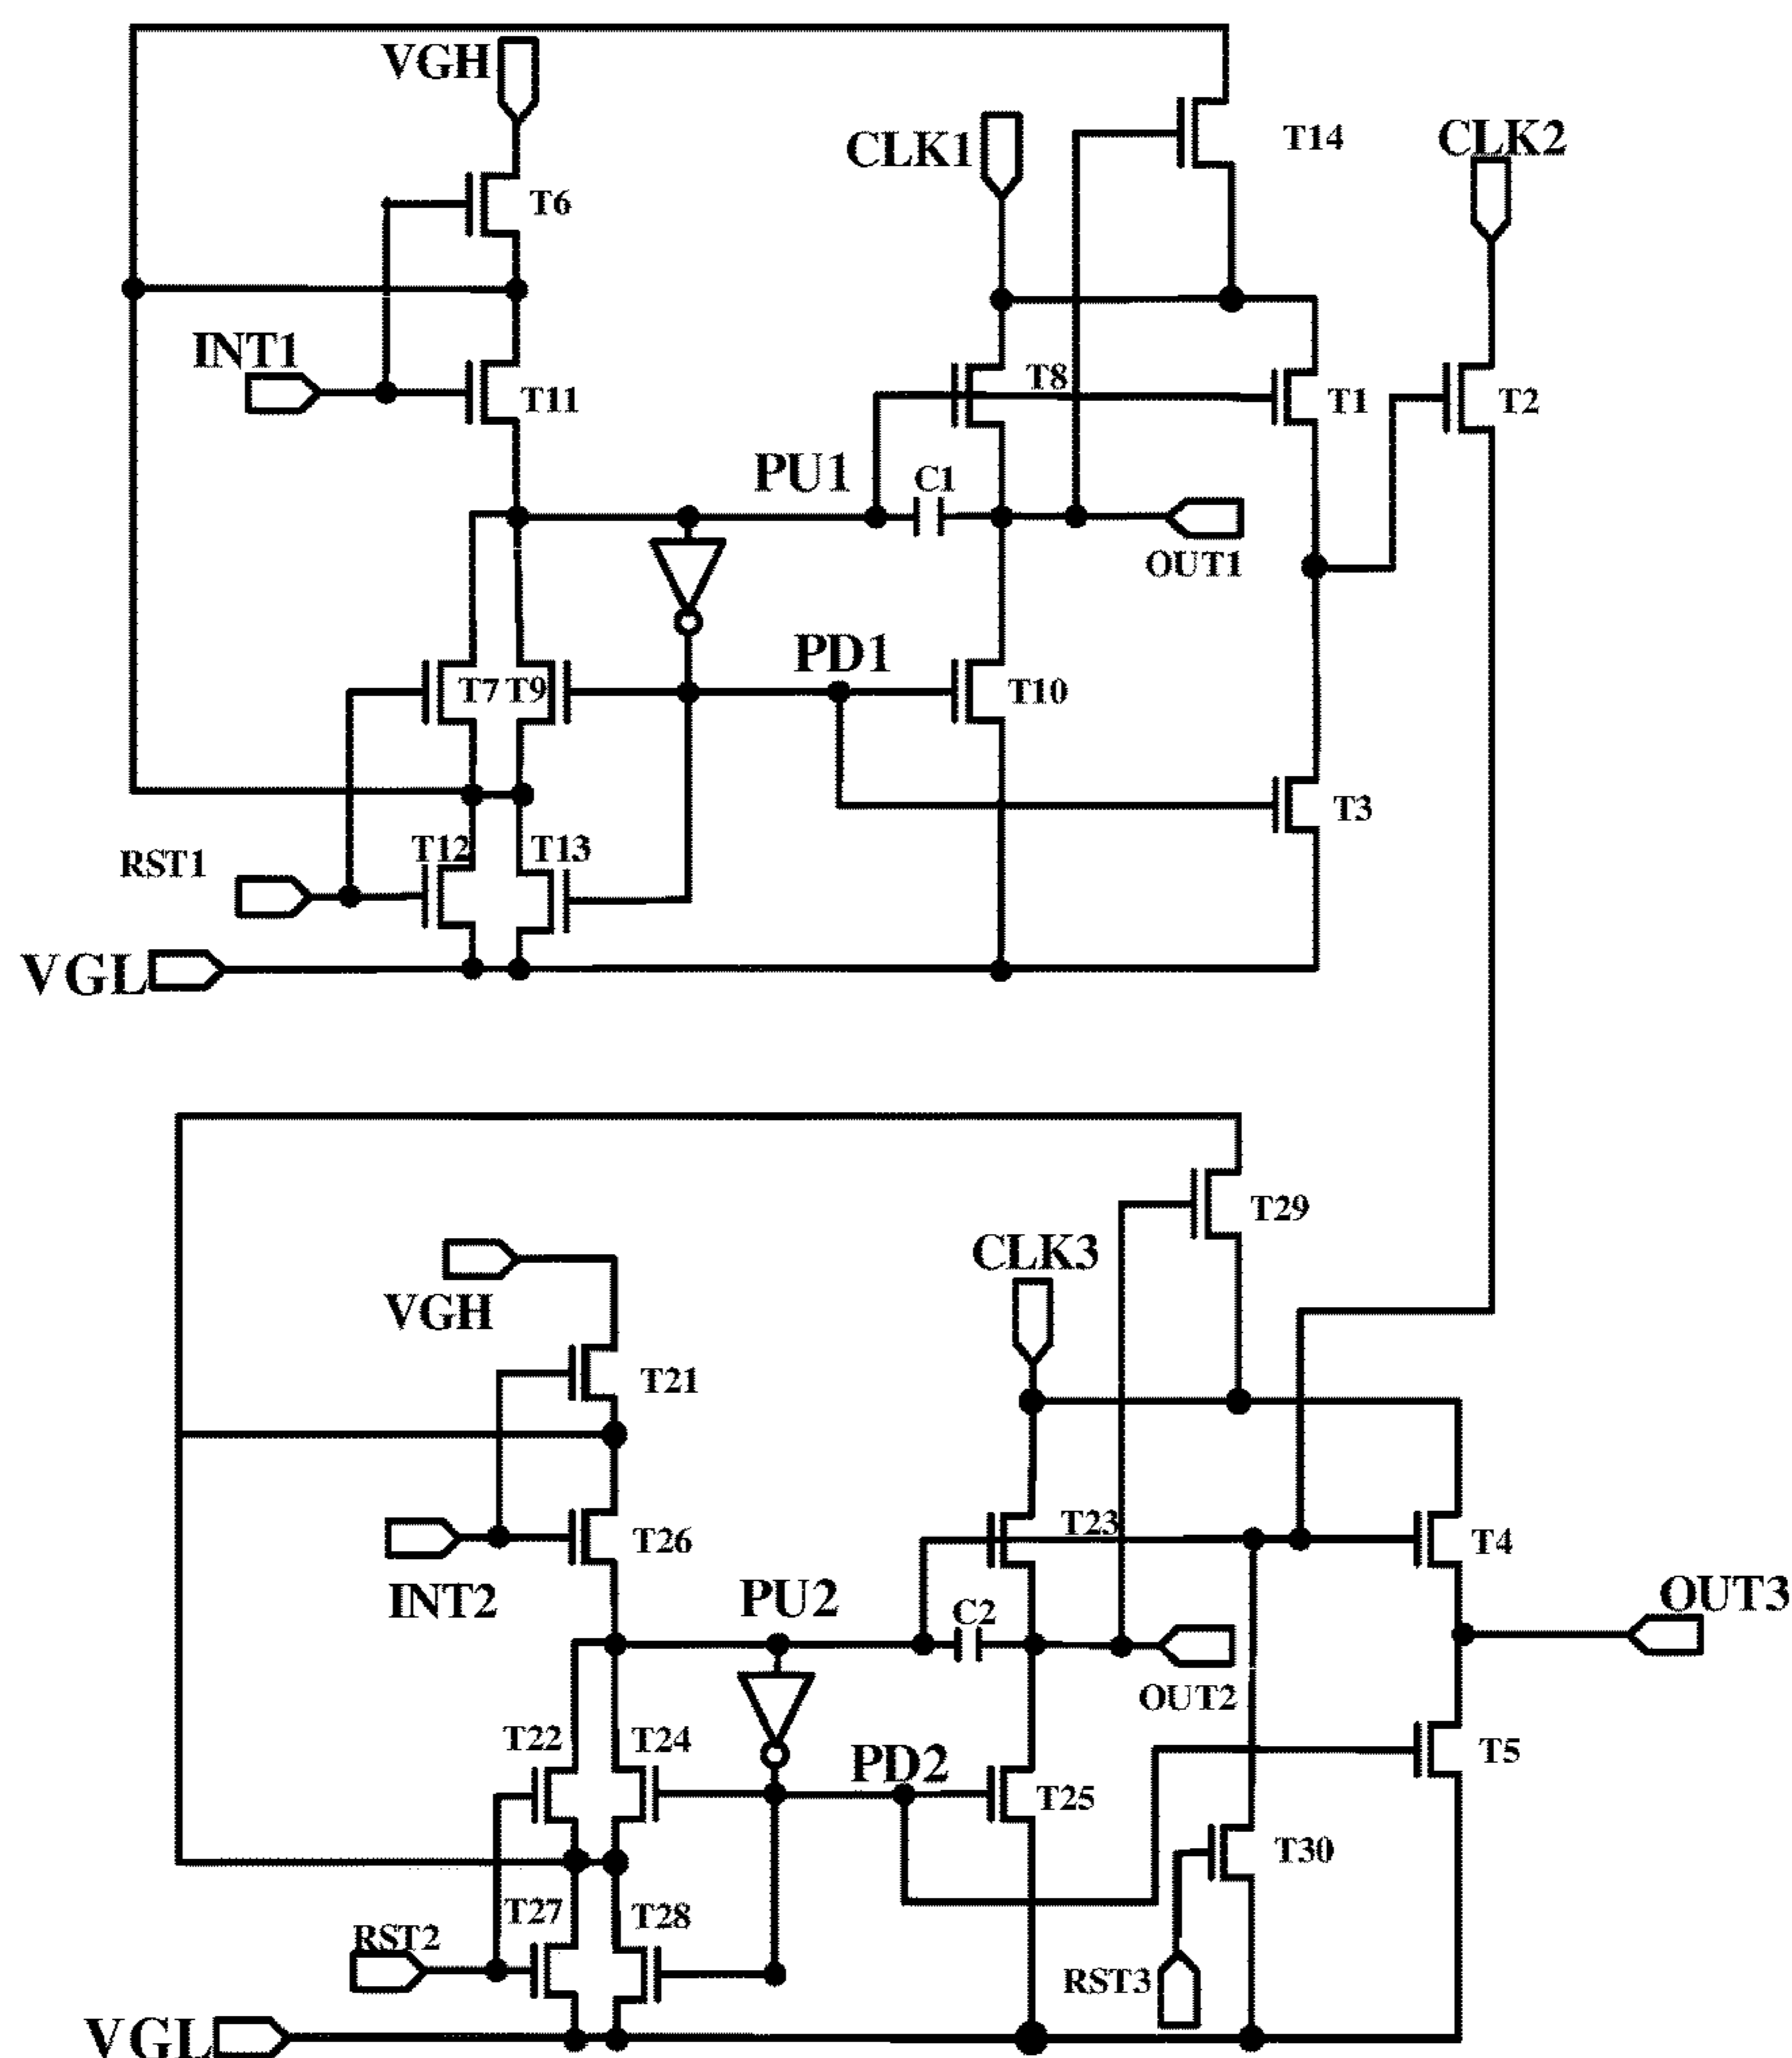 VGH
T6
INT1
T11
CLK1
T14
CLK2
T8
T1
T2
PU1
C1
OUT1
PD1
T7
T9
T10
T3
T12
T13
RST1
VGL
T29
CLK3
VGH
T21
T26
INT2
T23
T4
PU2
C2
OUT3
OUT2
T22
T24
PD2
T25
T5
T30
T27
T28
RST2
RST3
VGL